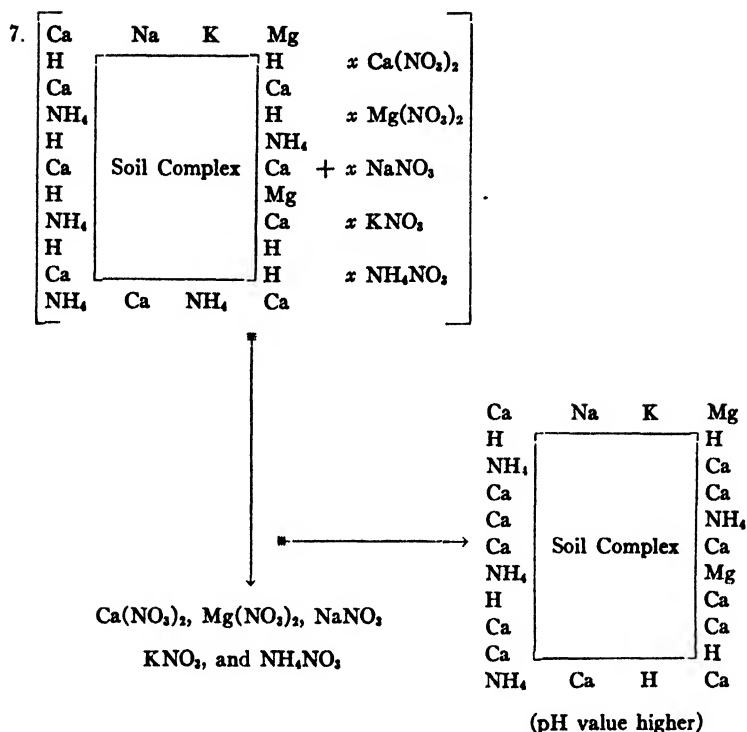 7. Ca Na K Mg
H H x Ca(NO₃)₂
Ca Ca
NH₄ H x Mg(NO₃)₂
H NH₄
Ca Soil Complex Ca + x NaNO₃
H Mg
NH₄ Ca x KNO₃
H H
Ca H x NH₄NO₃
NH₄ Ca NH₄ Ca
Ca(NO₃)₂, Mg(NO₃)₂, NaNO₃
KNO₃, and NH₄NO₃
Ca Na K Mg
H H
NH₄ Ca
Ca Ca
Ca NH₄
Ca Soil Complex Ca
NH₄ Mg
H Ca
Ca Ca
Ca H
NH₄ Ca H Ca
(pH value higher)